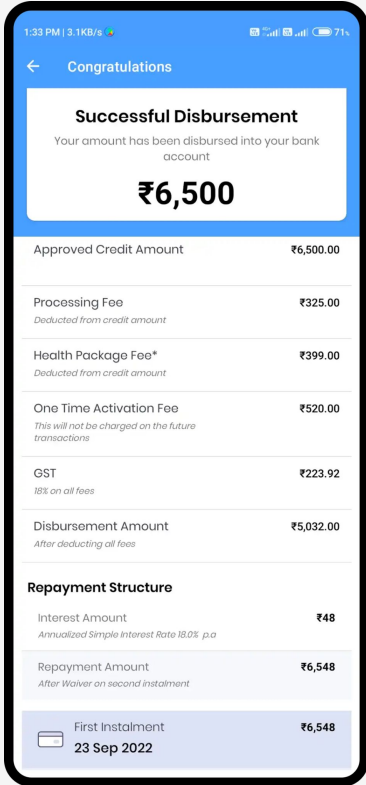 1:33 PM | 3.1KB/s 71%
Congratulations
Successful Disbursement
Your amount has been disbursed into your bank
account
₹6,500
Approved Credit Amount ₹6,500.00
Processing Fee ₹325.00
Deducted from credit amount
Health Package Fee* ₹399.00
Deducted from credit amount
One Time Activation Fee ₹520.00
This will not be charged on the future
transactions
GST ₹223.92
18% on all fees
Disbursement Amount ₹5,032.00
After deducting all fees
Repayment Structure
Interest Amount ₹48
Annualized Simple Interest Rate 18.0% p.a
Repayment Amount ₹6,548
After Waiver on second instalment
First Instalment ₹6,548
23 Sep 2022